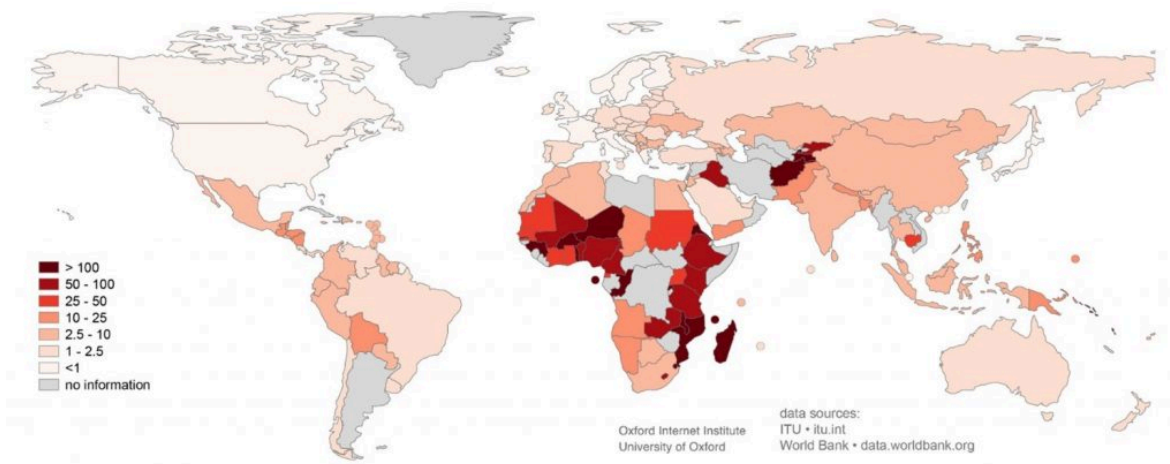 > 100
50 - 100
25 - 50
10 - 25
2.5 - 10
1 - 2.5
<1
no information
Oxford Internet Institute
University of Oxford
data sources:
ITU • itu.int
World Bank • data.worldbank.org